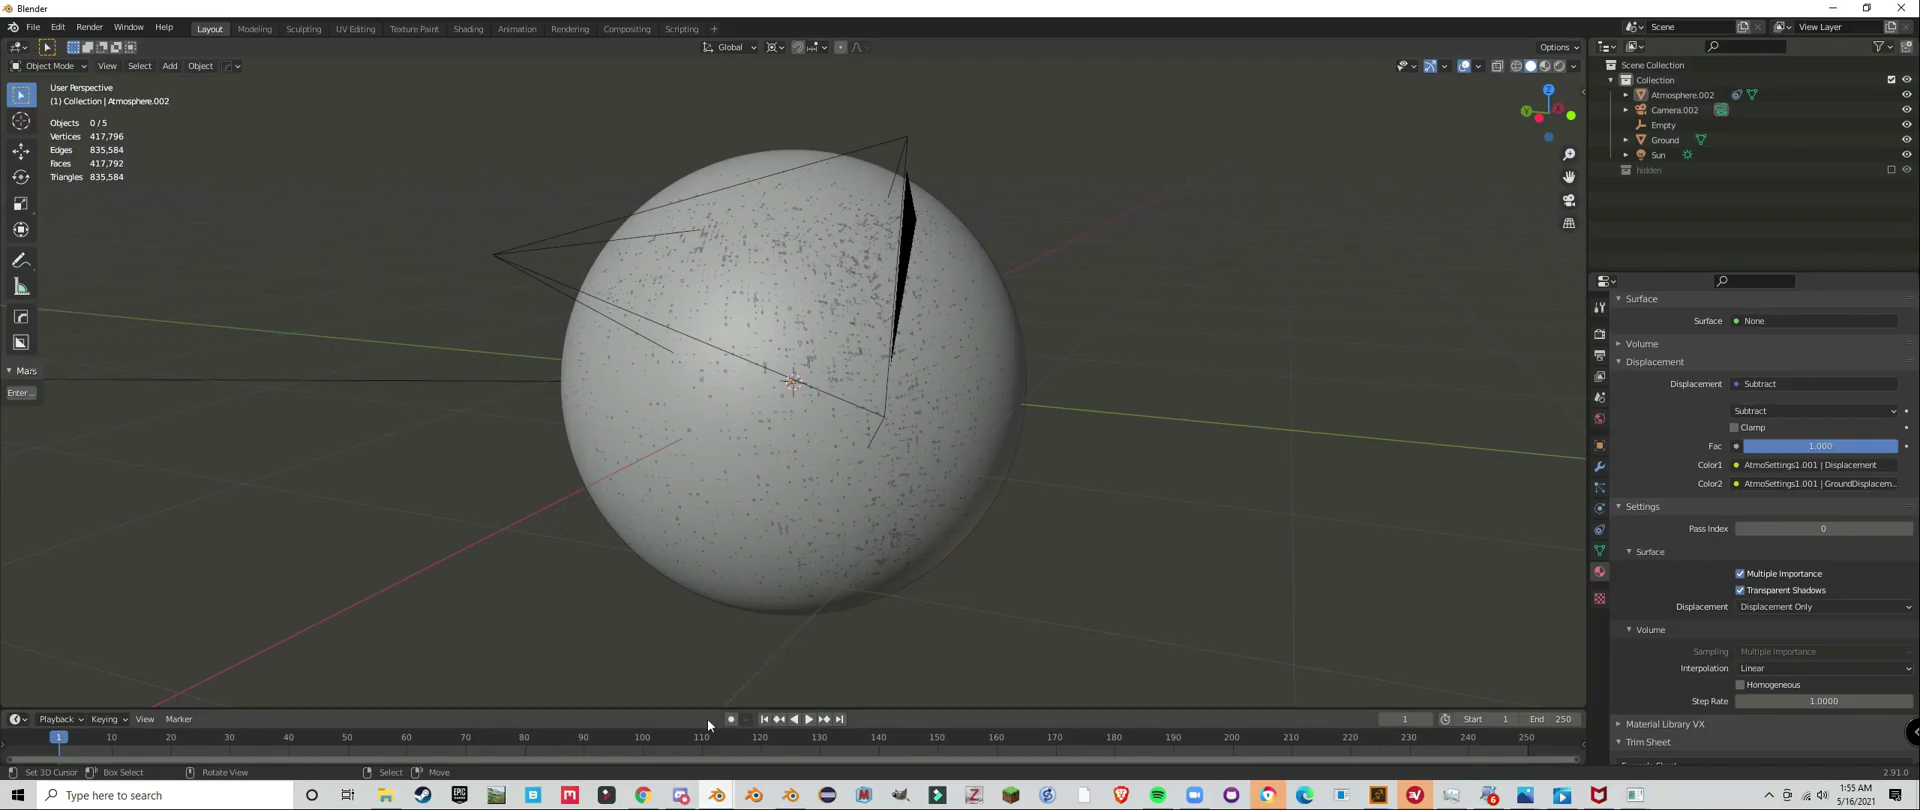 Blender
File Edit Render Window Help
Layout Modeling Sculpting UV Editing Texture Paint Shading Animation Rendering Compositing Scripting +
Scene
View Layer
Global
Options
Object Mode View Select Add Object
User Perspective
(1) Collection | Atmosphere.002
Objects 0 / 5
Vertices 417,796
Edges 835,584
Faces 417,792
Triangles 835,584
Z
Y
X
Mars
Enter ...
Scene Collection
Collection
Atmosphere.002
Camera.002
Empty
Ground
Sun
hidden
Surface
Surface None
Volume
Displacement
Displacement Subtract
Subtract
Clamp
Fac 1.000
Color1 AtmoSettings1.001 | Displacement
Color2 AtmoSettings1.001 | GroundDisplacem...
Settings
Pass Index 0
Surface
Multiple Importance
Transparent Shadows
Displacement Displacement Only
Volume
Sampling Multiple Importance
Interpolation Linear
Homogeneous
Step Rate 1.0000
Material Library VX
Trim Sheet
Playback Keying View Marker
1 Start 1 End 250
1 10 20 30 40 50 60 70 80 90 100 110 120 130 140 150 160 170 180 190 200 210 220 230 240 250
Set 3D Cursor Box Select Rotate View Select Move
2.91.0
Type here to search
EPIC GAMES
1:55 AM
5/16/2021